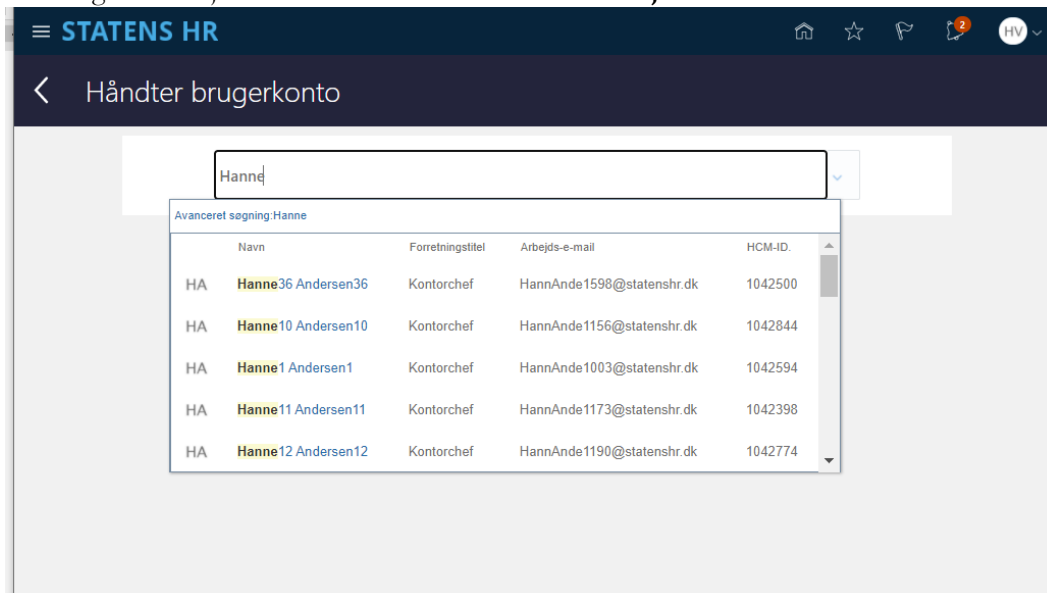 STATENS HR
2
HV
Håndter brugerkonto
Hanne
Avanceret søgning:Hanne
Navn Forretningstitel Arbejds-e-mail HCM-ID.
HA Hanne36 Andersen36 Kontorchef HannAnde1598@statenshr.dk 1042500
HA Hanne10 Andersen10 Kontorchef HannAnde1156@statenshr.dk 1042844
HA Hanne1 Andersen1 Kontorchef HannAnde1003@statenshr.dk 1042594
HA Hanne11 Andersen11 Kontorchef HannAnde1173@statenshr.dk 1042398
HA Hanne12 Andersen12 Kontorchef HannAnde1190@statenshr.dk 1042774